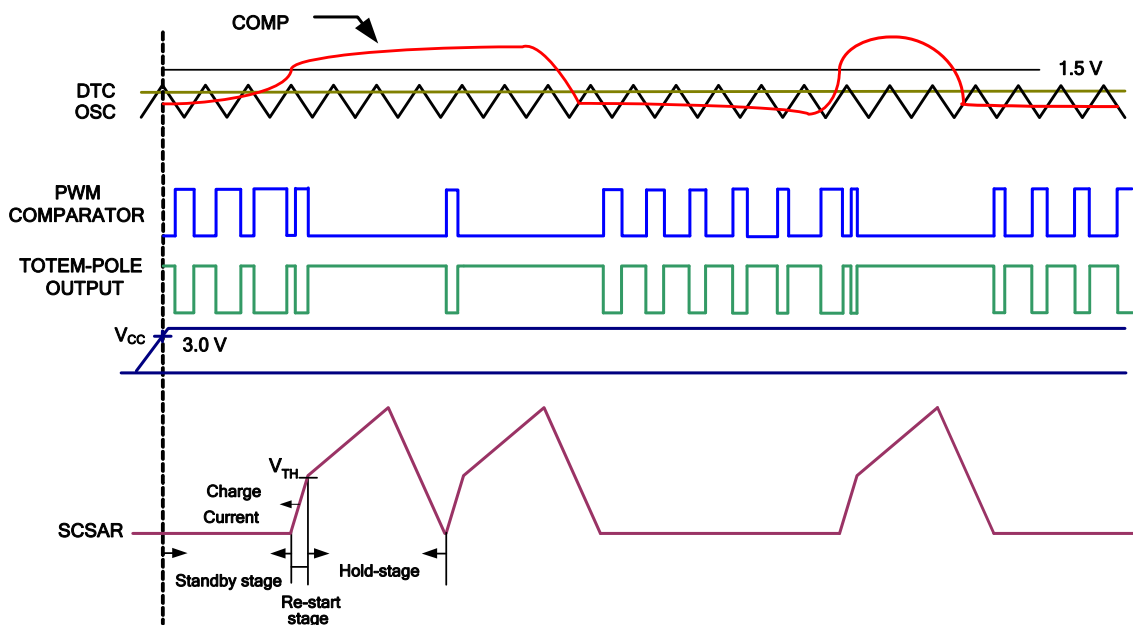 COMP
1.5 V
DTC
OSC
PWM
COMPARATOR
TOTEM-POLE
OUTPUT
VCC
3.0 V
VTH
Charge
Current
SCSAR
Standby stage
Hold-stage
Re-start
stage